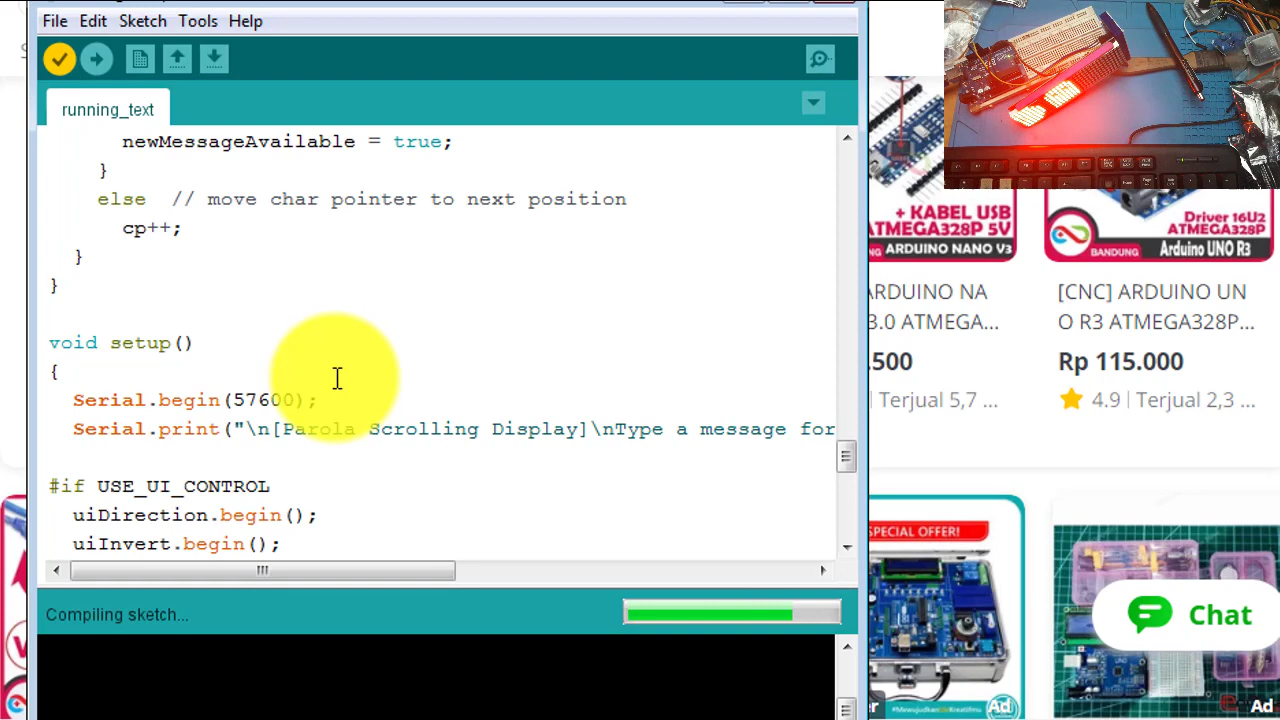 File Edit Sketch Tools Help
running_text
newMessageAvailable = true;
}
else // move char pointer to next position
cp++;
}
}
void setup()
{
Serial.begin(57600);
Serial.print("\n[Parola Scrolling Display]\nType a message for
#if USE_UI_CONTROL
uiDirection.begin();
uiInvert.begin();
Compiling sketch...
+ KABEL USB
ATMEGA328P 5V
ARDUINO NANO V3
ARDUINO NA
3.0 ATMEGA...
.500
Terjual 5,7 ...
Driver 16U2
ATMEGA328P
BANDUNG Arduino UNO R3
[CNC] ARDUINO UN
O R3 ATMEGA328P...
Rp 115.000
4.9 Terjual 2,3 ...
SPECIAL OFFER!
Chat
Ad
Ad